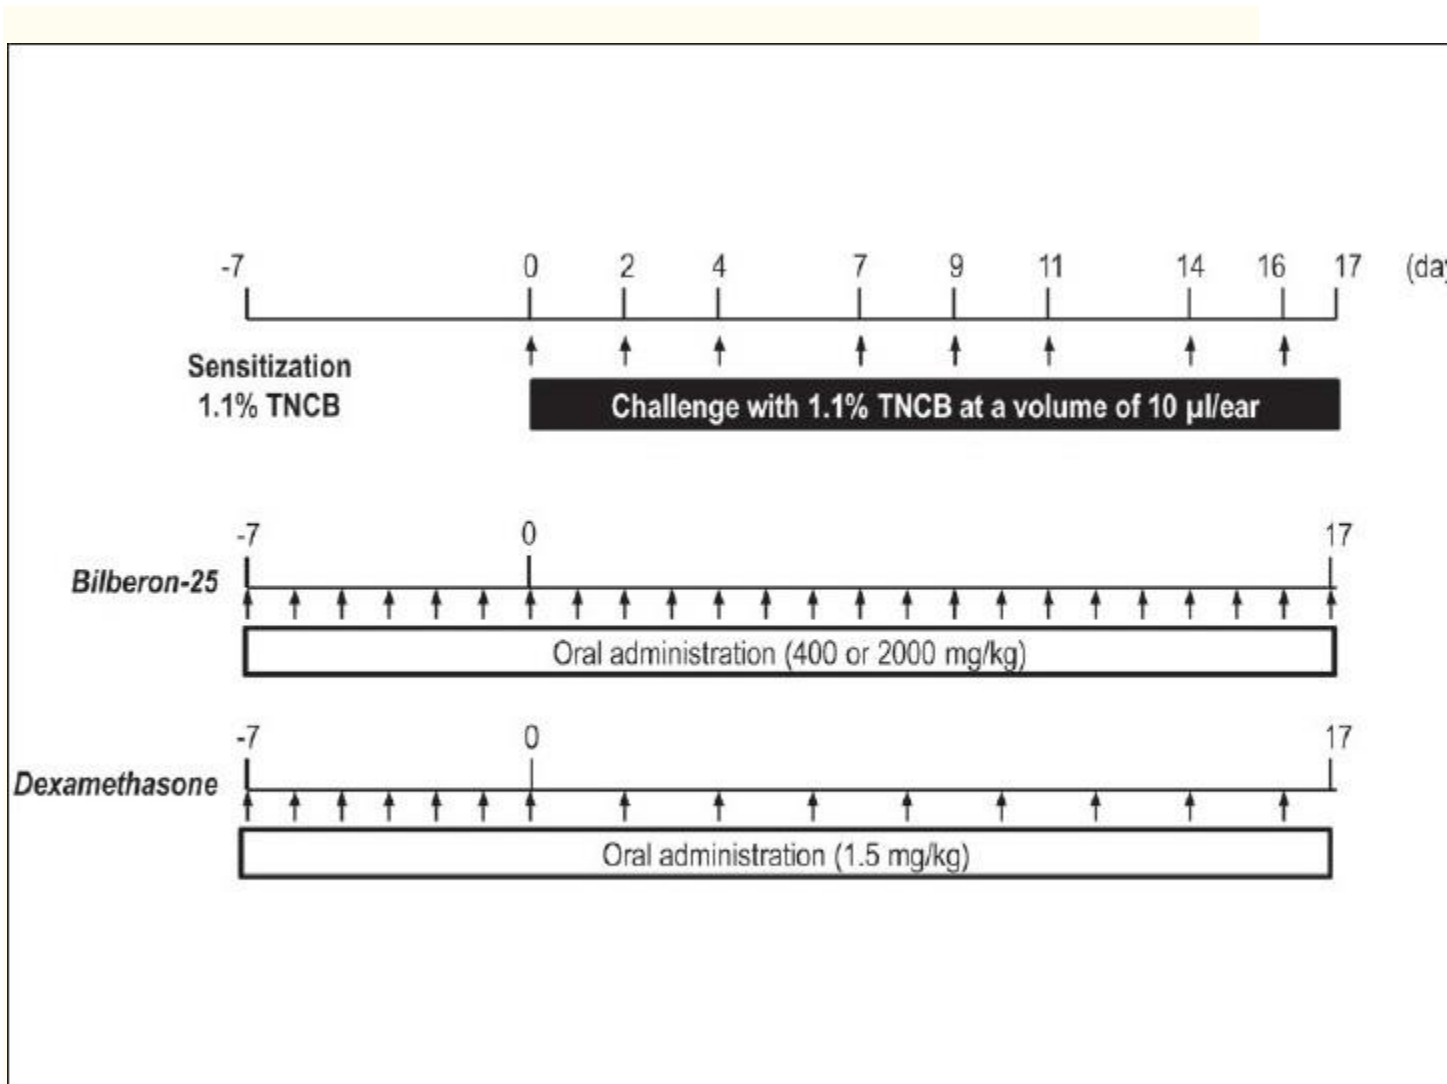 -7 0 2 4 7 9 11 14 16 17 (day
Sensitization
1.1% TNCB
Challenge with 1.1% TNCB at a volume of 10 µl/ear
-7 0 17
Bilberon-25
Oral administration (400 or 2000 mg/kg)
-7 0 17
Dexamethasone
Oral administration (1.5 mg/kg)